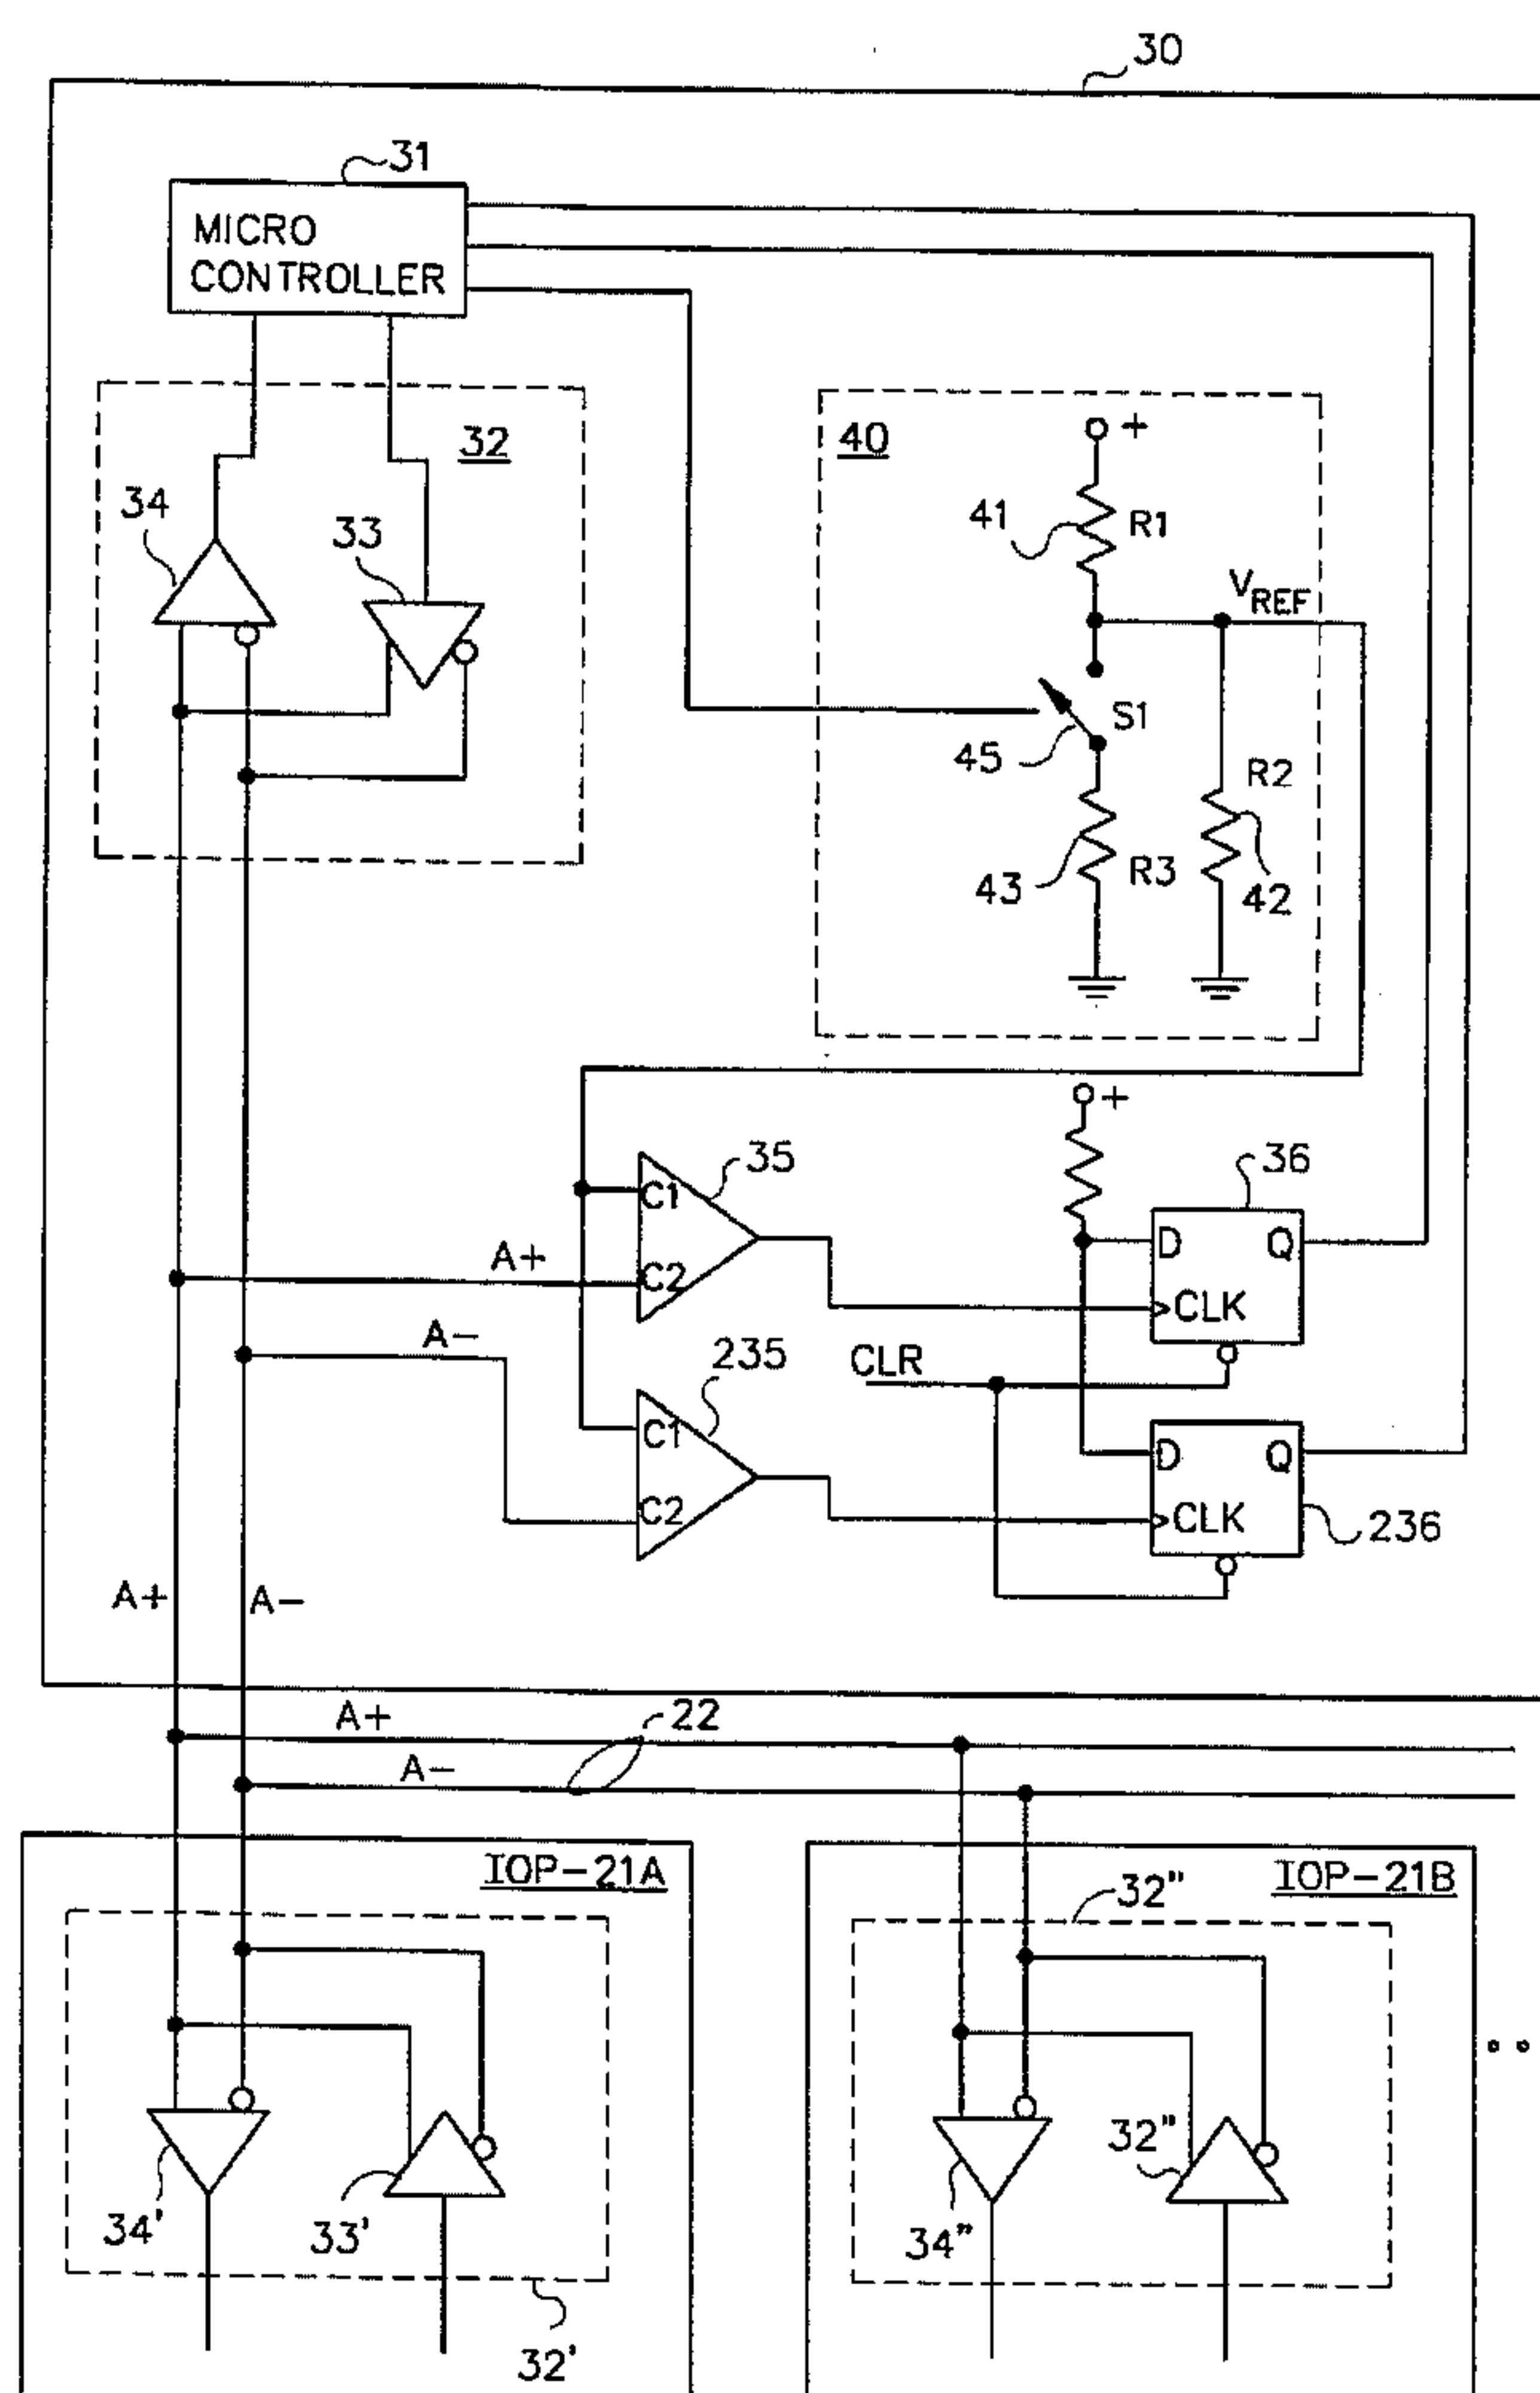 30
31
MICRO
CONTROLLER
32
34
33
40
+
41
R1
VREF
S1
45
R2
43
R3
42
+
35
36
C1
D
Q
A+
C2
CLK
A-
235
CLR
C1
D
Q
C2
CLK
236
A+
A-
A+
22
A-
IOP-21A
IOP-21B
32"
32"
34'
33'
34"
32'